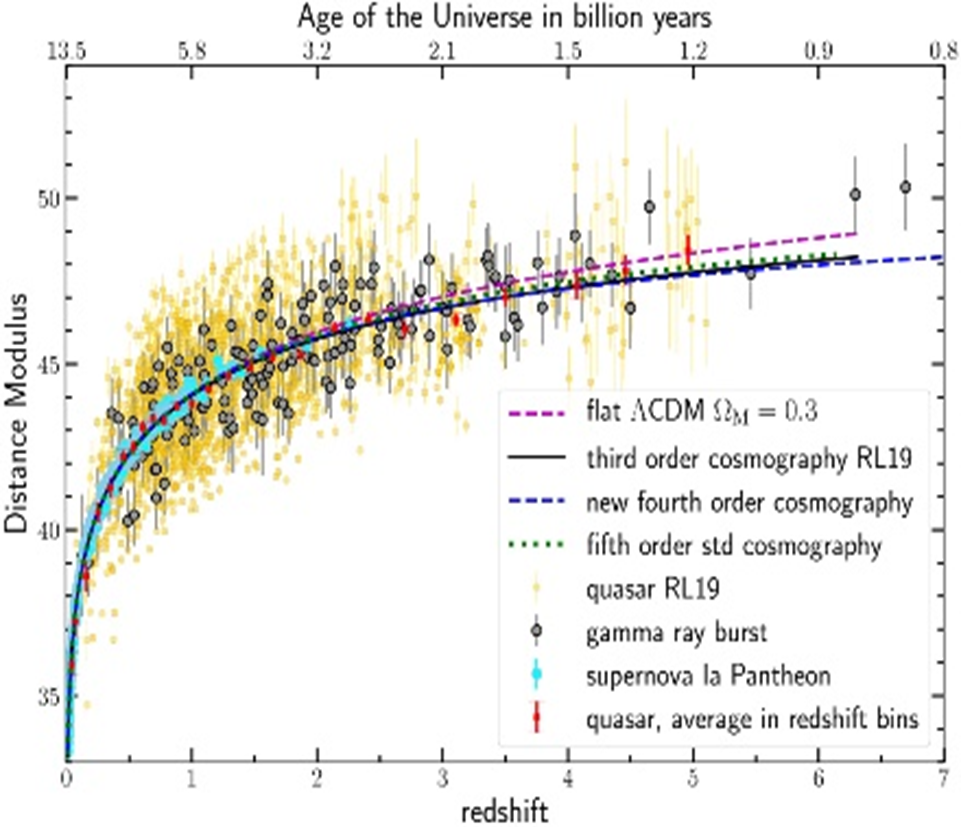 Age of the Universe in billion years
13.5 5.8 3.2 2.1 1.5 1.2 0.9 0.8
Distance Modulus
50
45
40
35
flat ΛCDM Ω_M = 0.3
third order cosmography RL19
new fourth order cosmography
fifth order std cosmography
quasar RL19
gamma ray burst
supernova Ia Pantheon
quasar, average in redshift bins
0 1 2 3 4 5 6 7
redshift